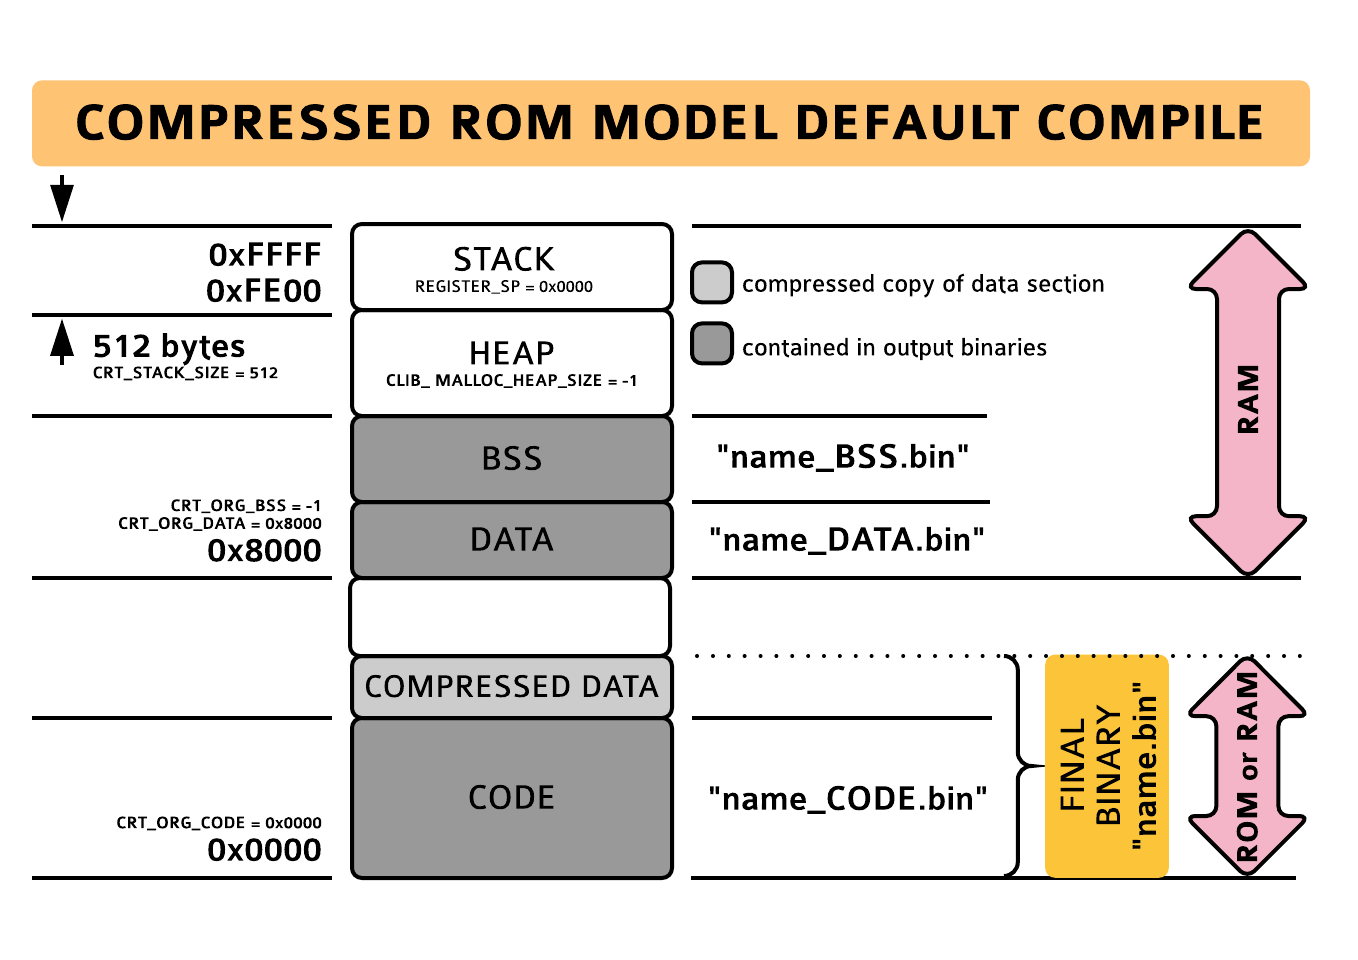 COMPRESSED ROM MODEL DEFAULT COMPILE
0xFFFF
0xFE00
512 bytes
CRT_STACK_SIZE = 512
CRT_ORG_BSS = -1
CRT_ORG_DATA = 0x8000
0x8000
CRT_ORG_CODE = 0x0000
0x0000
STACK
REGISTER_SP = 0x0000
HEAP
CLIB_ MALLOC_HEAP_SIZE = -1
BSS
DATA
COMPRESSED DATA
CODE
compressed copy of data section
contained in output binaries
"name_BSS.bin"
"name_DATA.bin"
"name_CODE.bin"
FINAL
BINARY
"name.bin"
RAM
ROM or RAM